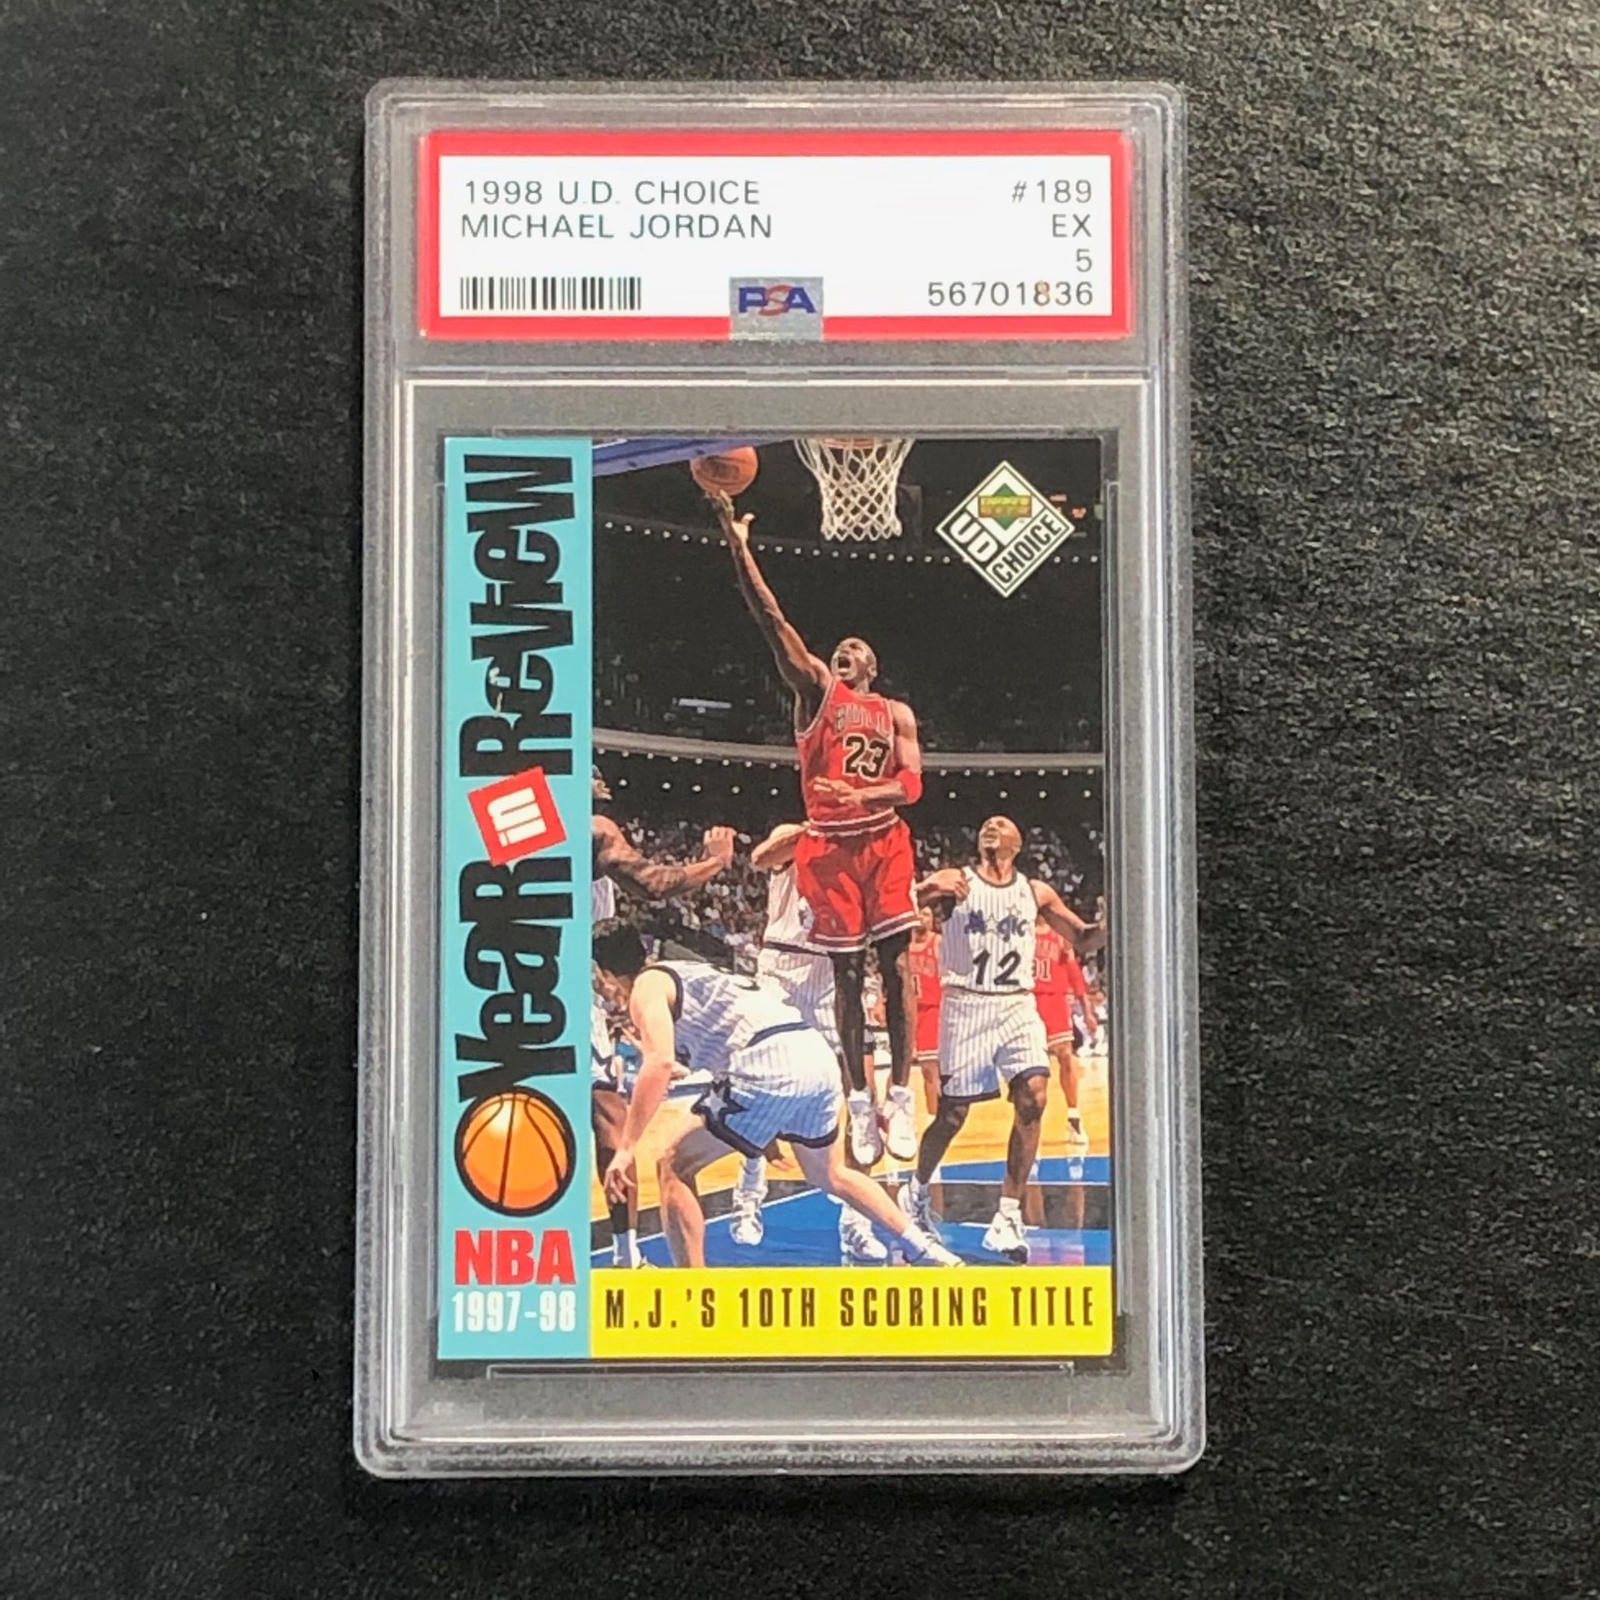 1998 U.D. CHOICE #189
MICHAEL JORDAN EX
5
PSA 56701836
YeaR in ReVieW
NBA
1997-98
UD CHOICE
23
Magic
12
M.J.'S 10TH SCORING TITLE